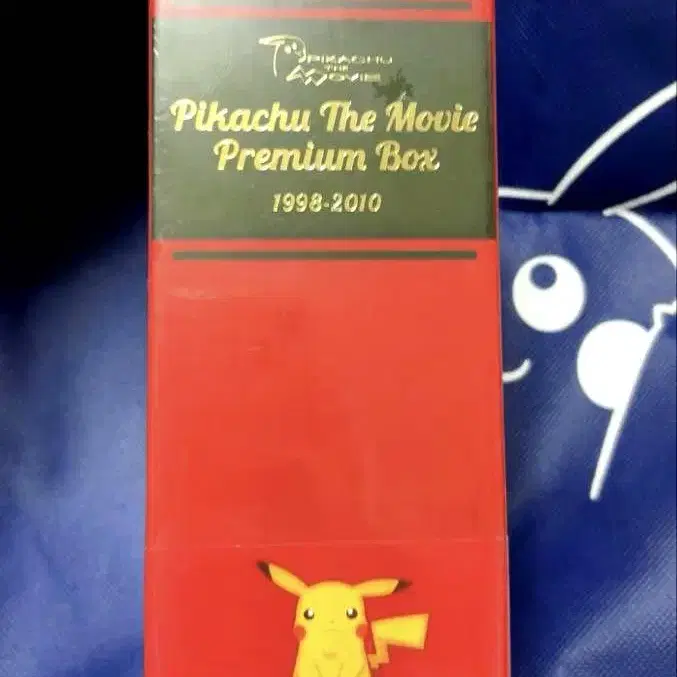 PIKACHU
THE
MOVIE
Pikachu The Movie
Premium Box
1998-2010